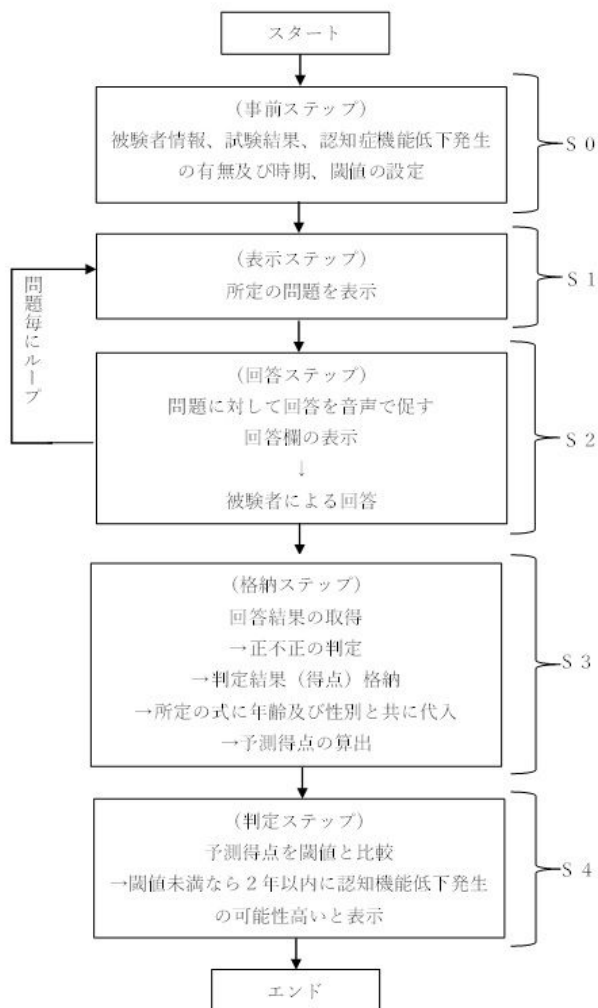 スタート
(事前ステップ)
被験者情報、試験結果、認知症機能低下発生
の有無及び時期、閾値の設定
S0
(表示ステップ)
所定の問題を表示
S1
問題毎にループ
(回答ステップ)
問題に対して回答を音声で促す
回答欄の表示
↓
被験者による回答
S2
(格納ステップ)
回答結果の取得
→正不正の判定
→判定結果(得点)格納
→所定の式に年齢及び性別と共に代入
→予測得点の算出
S3
(判定ステップ)
予測得点を閾値と比較
→閾値未満なら2年以内に認知機能低下発生
の可能性高いと表示
S4
エンド